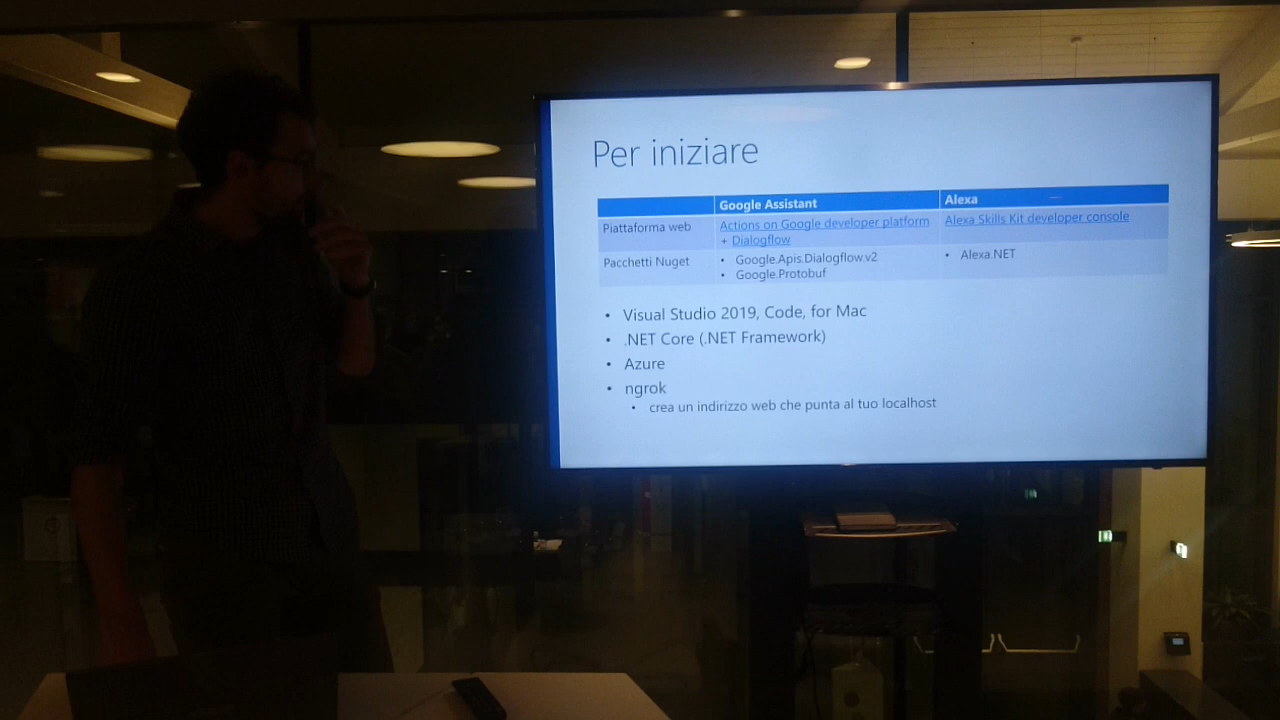 Per iniziare
Google Assistant
Alexa
Piattaforma web
Actions on Google developer platform
+ Dialogflow
Alexa Skills Kit developer console
Pacchetti Nuget
• Google.Apis.Dialogflow.v2
• Google.Protobuf
• Alexa.NET
• Visual Studio 2019, Code, for Mac
• .NET Core (.NET Framework)
• Azure
• ngrok
• crea un indirizzo web che punta al tuo localhost